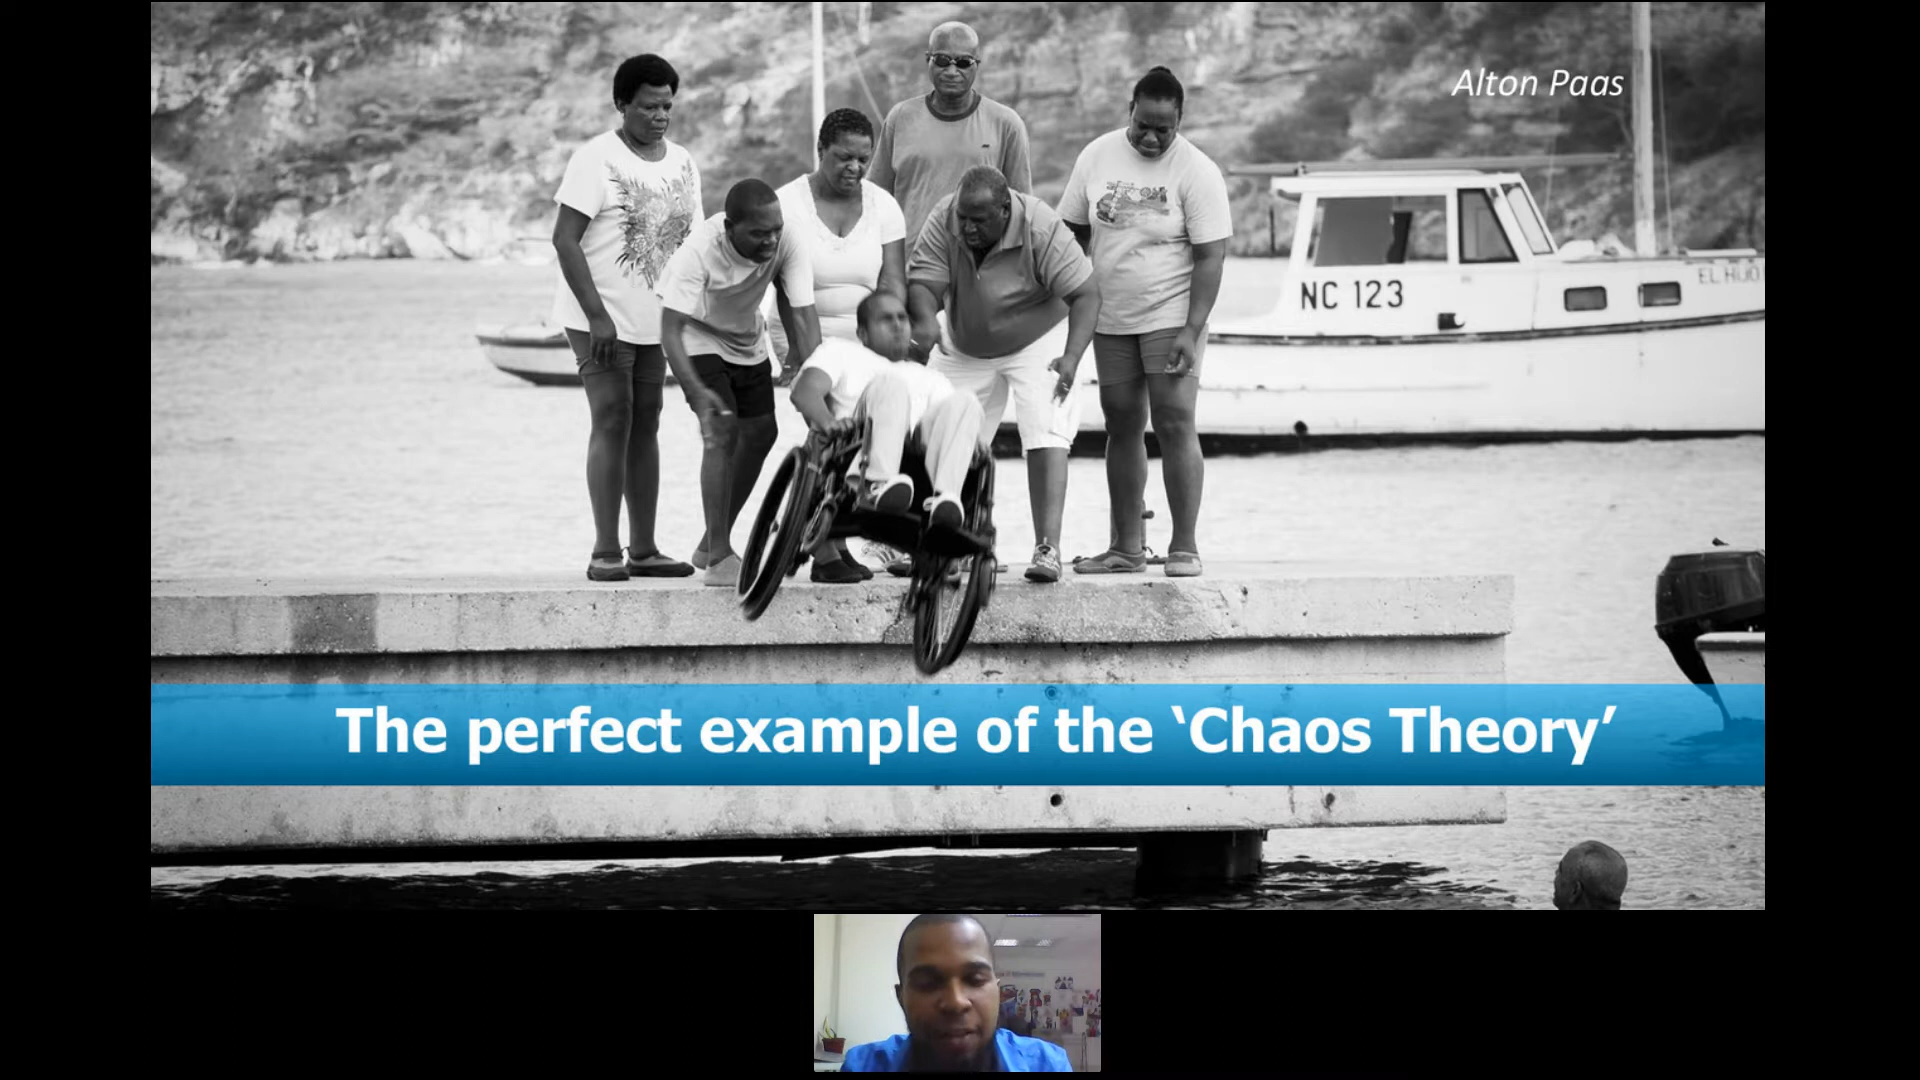 Alton Paas
NC 123
EL HIJO
The perfect example of the ‘Chaos Theory’